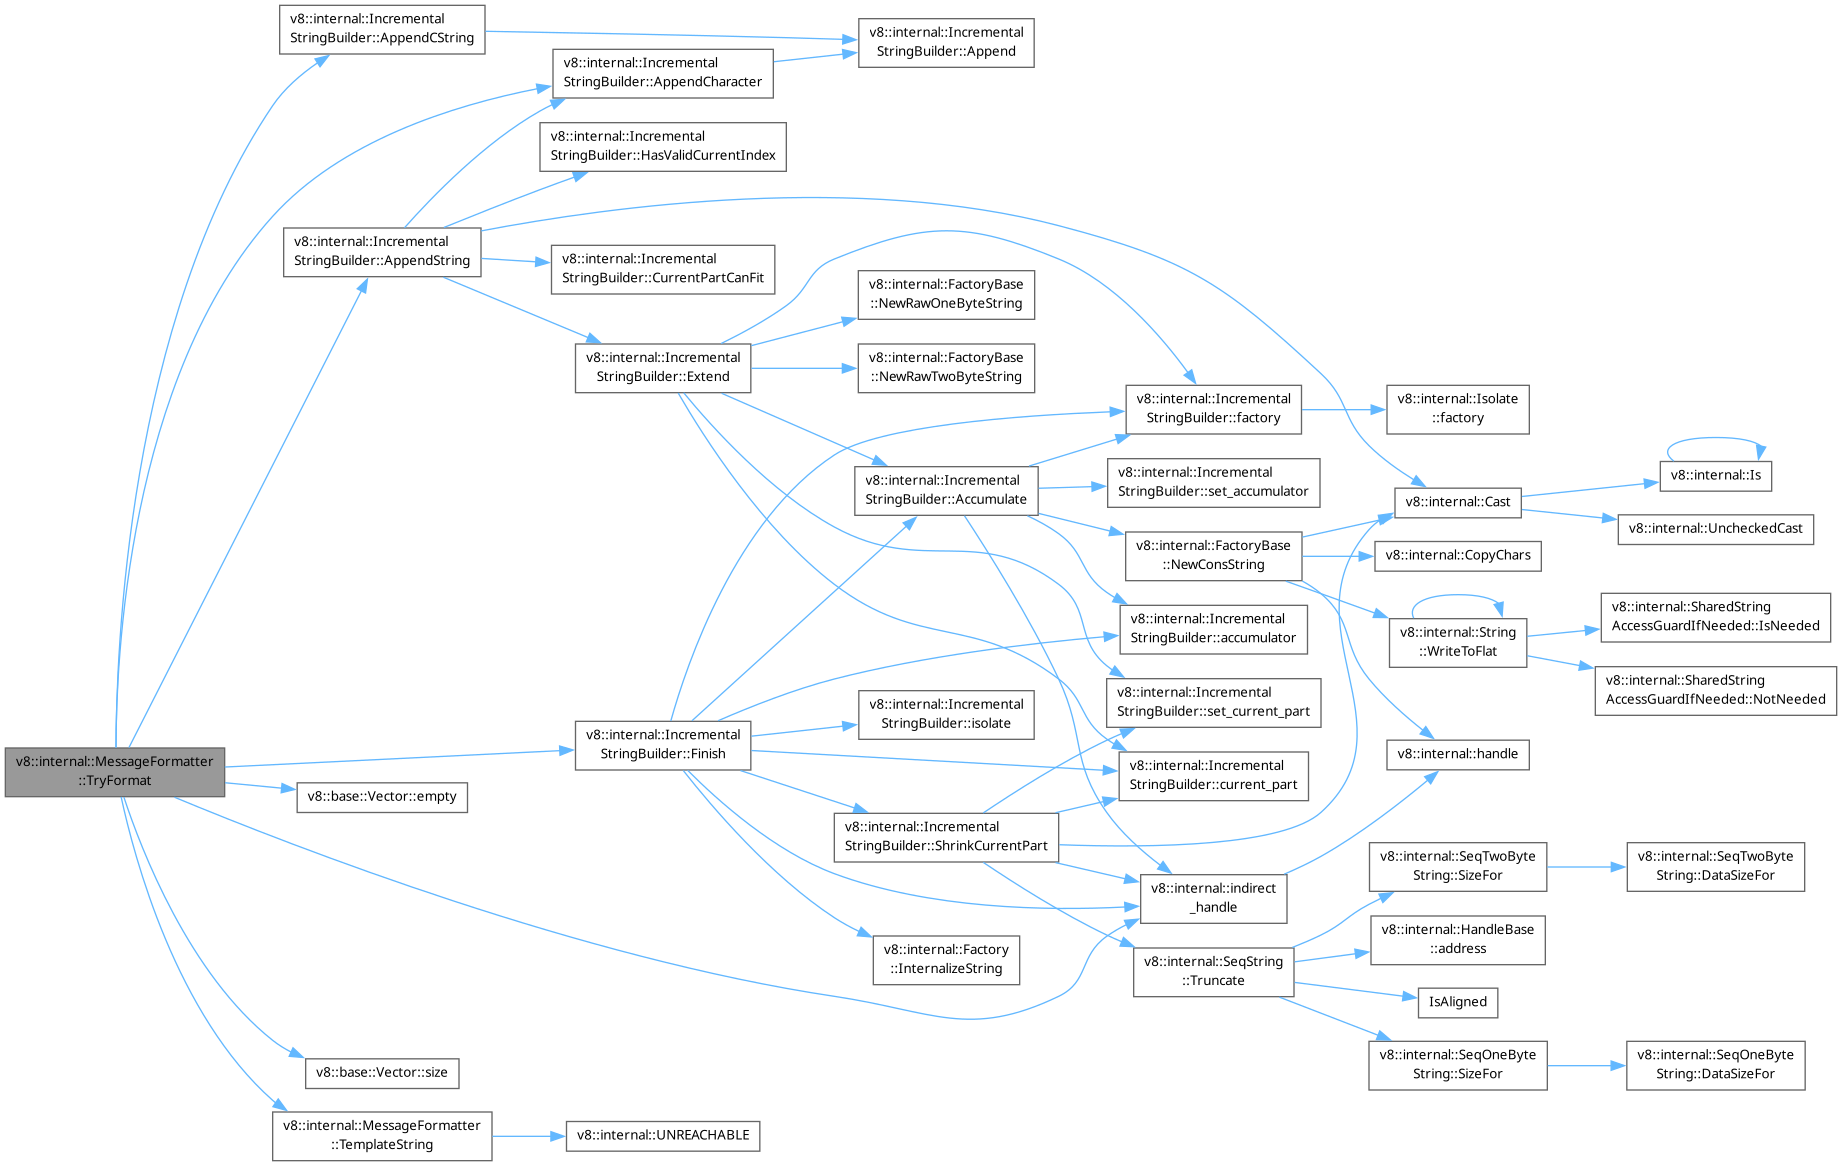 v8::internal::MessageFormatter
::TryFormat
v8::internal::Incremental
StringBuilder::AppendCString
v8::internal::Incremental
StringBuilder::Append
v8::internal::Incremental
StringBuilder::AppendCharacter
v8::internal::Incremental
StringBuilder::HasValidCurrentIndex
v8::internal::Incremental
StringBuilder::AppendString
v8::internal::Incremental
StringBuilder::CurrentPartCanFit
v8::internal::Incremental
StringBuilder::Extend
v8::internal::FactoryBase
::NewRawOneByteString
v8::internal::FactoryBase
::NewRawTwoByteString
v8::internal::Incremental
StringBuilder::factory
v8::internal::Isolate
::factory
v8::internal::Incremental
StringBuilder::Accumulate
v8::internal::Incremental
StringBuilder::set_accumulator
v8::internal::Cast
v8::internal::Is
v8::internal::UncheckedCast
v8::internal::FactoryBase
::NewConsString
v8::internal::CopyChars
v8::internal::Incremental
StringBuilder::accumulator
v8::internal::String
::WriteToFlat
v8::internal::SharedString
AccessGuardIfNeeded::IsNeeded
v8::internal::SharedString
AccessGuardIfNeeded::NotNeeded
v8::internal::Incremental
StringBuilder::set_current_part
v8::internal::Incremental
StringBuilder::isolate
v8::internal::Incremental
StringBuilder::Finish
v8::internal::Incremental
StringBuilder::current_part
v8::internal::handle
v8::base::Vector::empty
v8::internal::Incremental
StringBuilder::ShrinkCurrentPart
v8::internal::indirect
_handle
v8::internal::SeqTwoByte
String::SizeFor
v8::internal::SeqTwoByte
String::DataSizeFor
v8::internal::HandleBase
::address
v8::internal::Factory
::InternalizeString
v8::internal::SeqString
::Truncate
IsAligned
v8::internal::SeqOneByte
String::SizeFor
v8::internal::SeqOneByte
String::DataSizeFor
v8::base::Vector::size
v8::internal::MessageFormatter
::TemplateString
v8::internal::UNREACHABLE